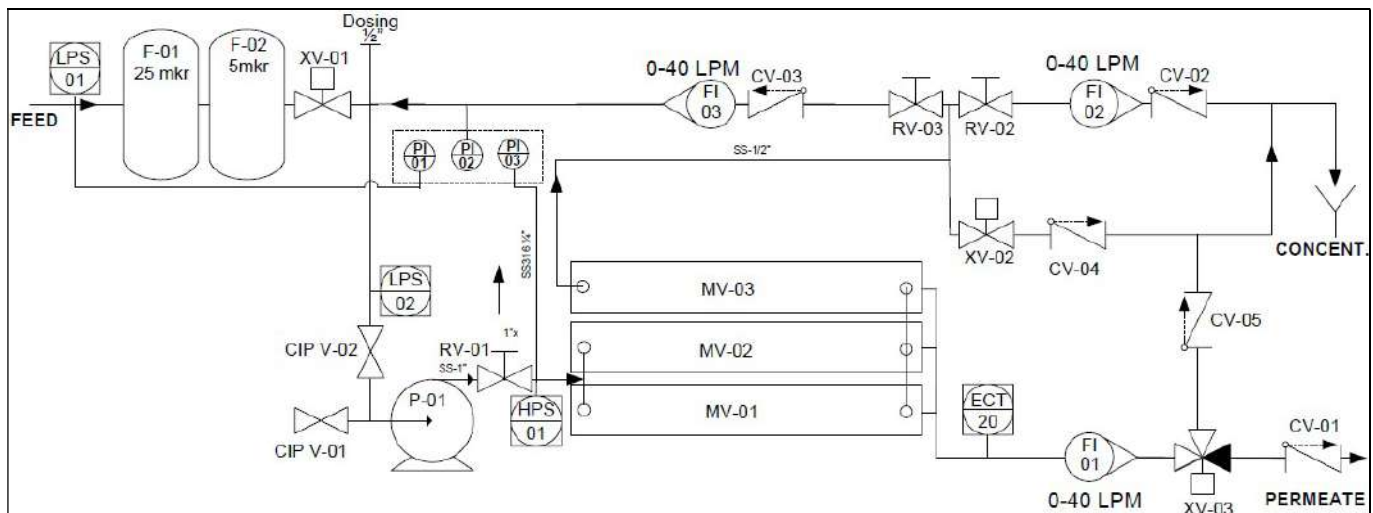 Dosing
½"
LPS
01
F-01
25 mkr
F-02
5mkr
XV-01
FEED
0-40 LPM
FI
03
CV-03
RV-03
RV-02
0-40 LPM
FI
02
CV-02
PI
01
PI
02
PI
03
SS-1/2"
SS316 ¼"
XV-02
CV-04
CONCENT.
LPS
02
MV-03
MV-02
MV-01
CV-05
CIP V-02
RV-01
1"x
SS-1"
P-01
HPS
01
CIP V-01
ECT
20
FI
01
0-40 LPM
CV-01
XV-03
PERMEATE